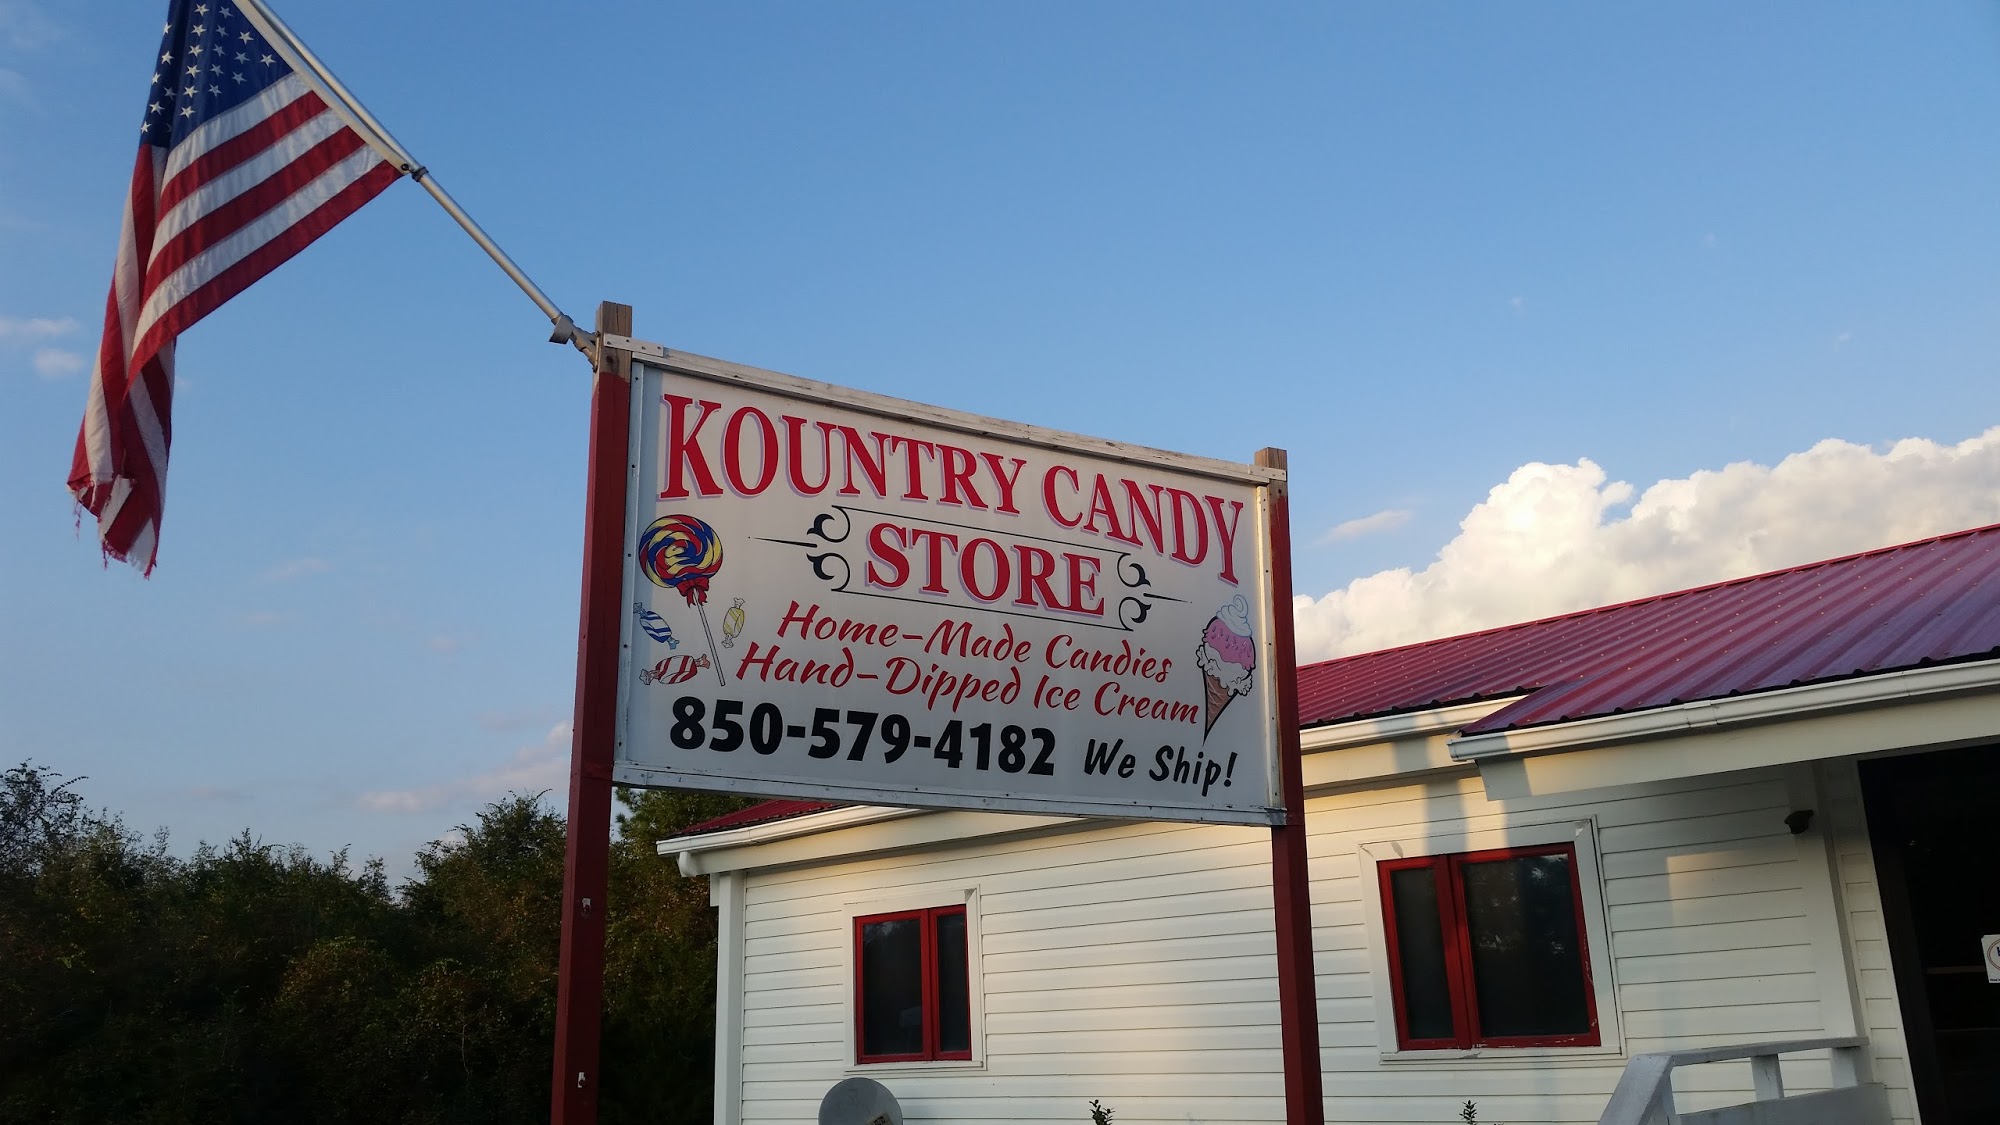 KOUNTRY CANDY
STORE
Home-Made Candies
Hand-Dipped Ice Cream
850-579-4182 We Ship!